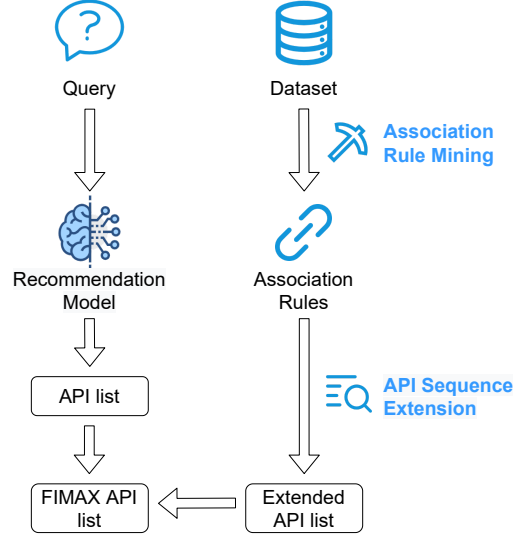 ?
Query
Dataset
Association
Rule Mining
Recommendation
Model
Association
Rules
API list
API Sequence
Extension
FIMAX API
list
Extended
API list